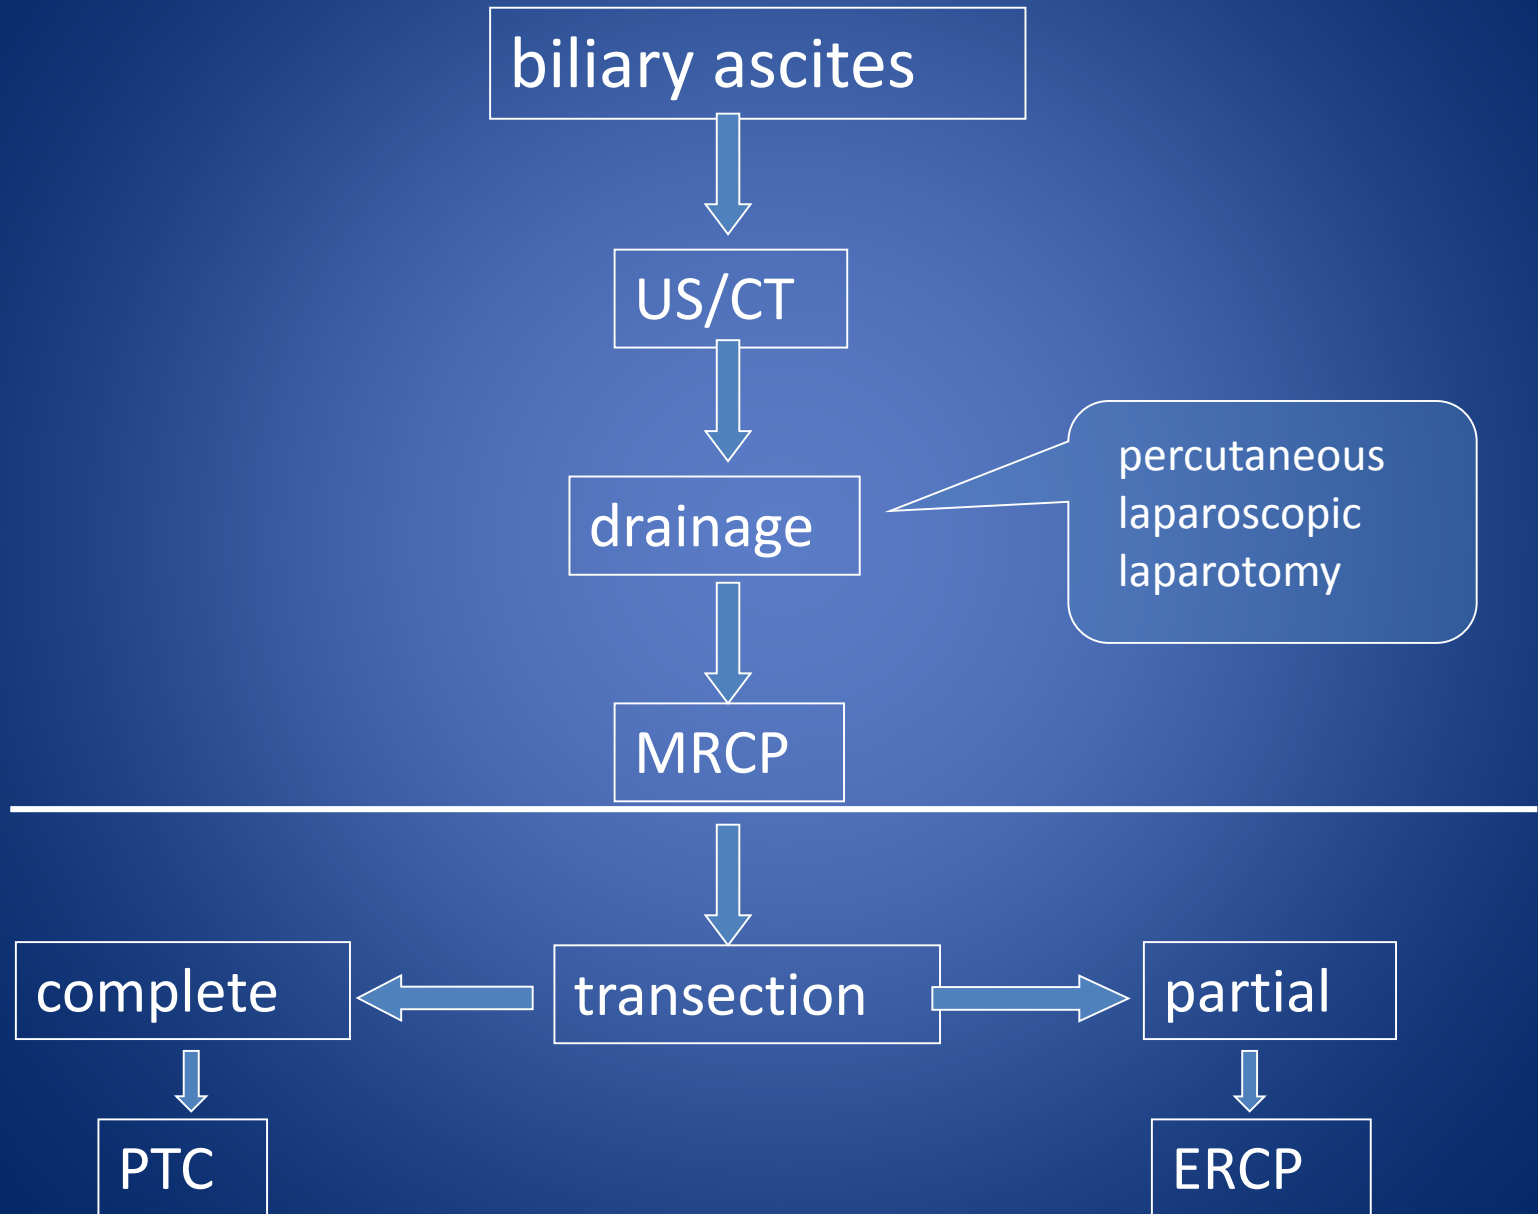 biliary ascites
US/CT
drainage
percutaneous
laparoscopic
laparotomy
MRCP
complete
transection
partial
PTC
ERCP